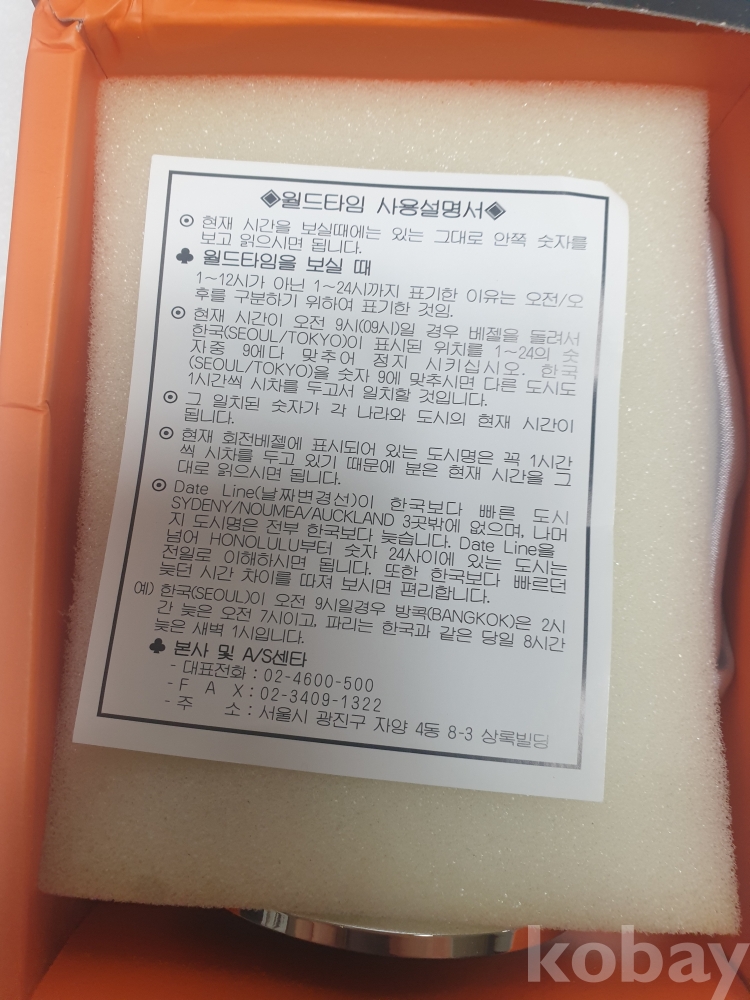 ◈월드타임 사용설명서◈
⊙ 현재 시간을 보실때에는 있는 그대로 안쪽 숫자를
보고 읽으시면 됩니다.
♣ 월드타임을 보실 때
1~12시가 아닌 1~24시까지 표기한 이유는 오전/오
후를 구분하기 위하여 표기한 것임.
⊙ 현재 시간이 오전 9시(09시)일 경우 베젤을 돌려서
한국(SEOUL/TOKYO)이 표시된 위치를 1~24의 숫
자중 9에다 맞추어 정지 시키십시오. 한국
(SEOUL/TOKYO)을 숫자 9에 맞추시면 다른 도시도
1시간씩 시차를 두고서 일치할 것입니다.
⊙ 그 일치된 숫자가 각 나라와 도시의 현재 시간이
됩니다.
⊙ 현재 회전베젤에 표시되어 있는 도시명은 꼭 1시간
씩 시차를 두고 있기 때문에 분은 현재 시간을 그
대로 읽으시면 됩니다.
⊙ Date Line(날짜변경선)이 한국보다 빠른 도시
SYDENY/NOUMEA/AUCKLAND 3곳밖에 없으며, 나머
지 도시명은 전부 한국보다 늦습니다. Date Line을
넘어 HONOLULU부터 숫자 24사이에 있는 도시는
전일로 이해하시면 됩니다. 또한 한국보다 빠르던
늦던 시간 차이를 따져 보시면 편리합니다.
예) 한국(SEOUL)이 오전 9시일경우 방콕(BANGKOK)은 2시
간 늦은 오전 7시이고, 파리는 한국과 같은 당일 8시간
늦은 새벽 1시입니다.
♣ 본사 및 A/S센타
- 대표전화 : 02-4600-500
- F A X : 02-3409-1322
- 주 소 : 서울시 광진구 자양 4동 8-3 상록빌딩
kobay